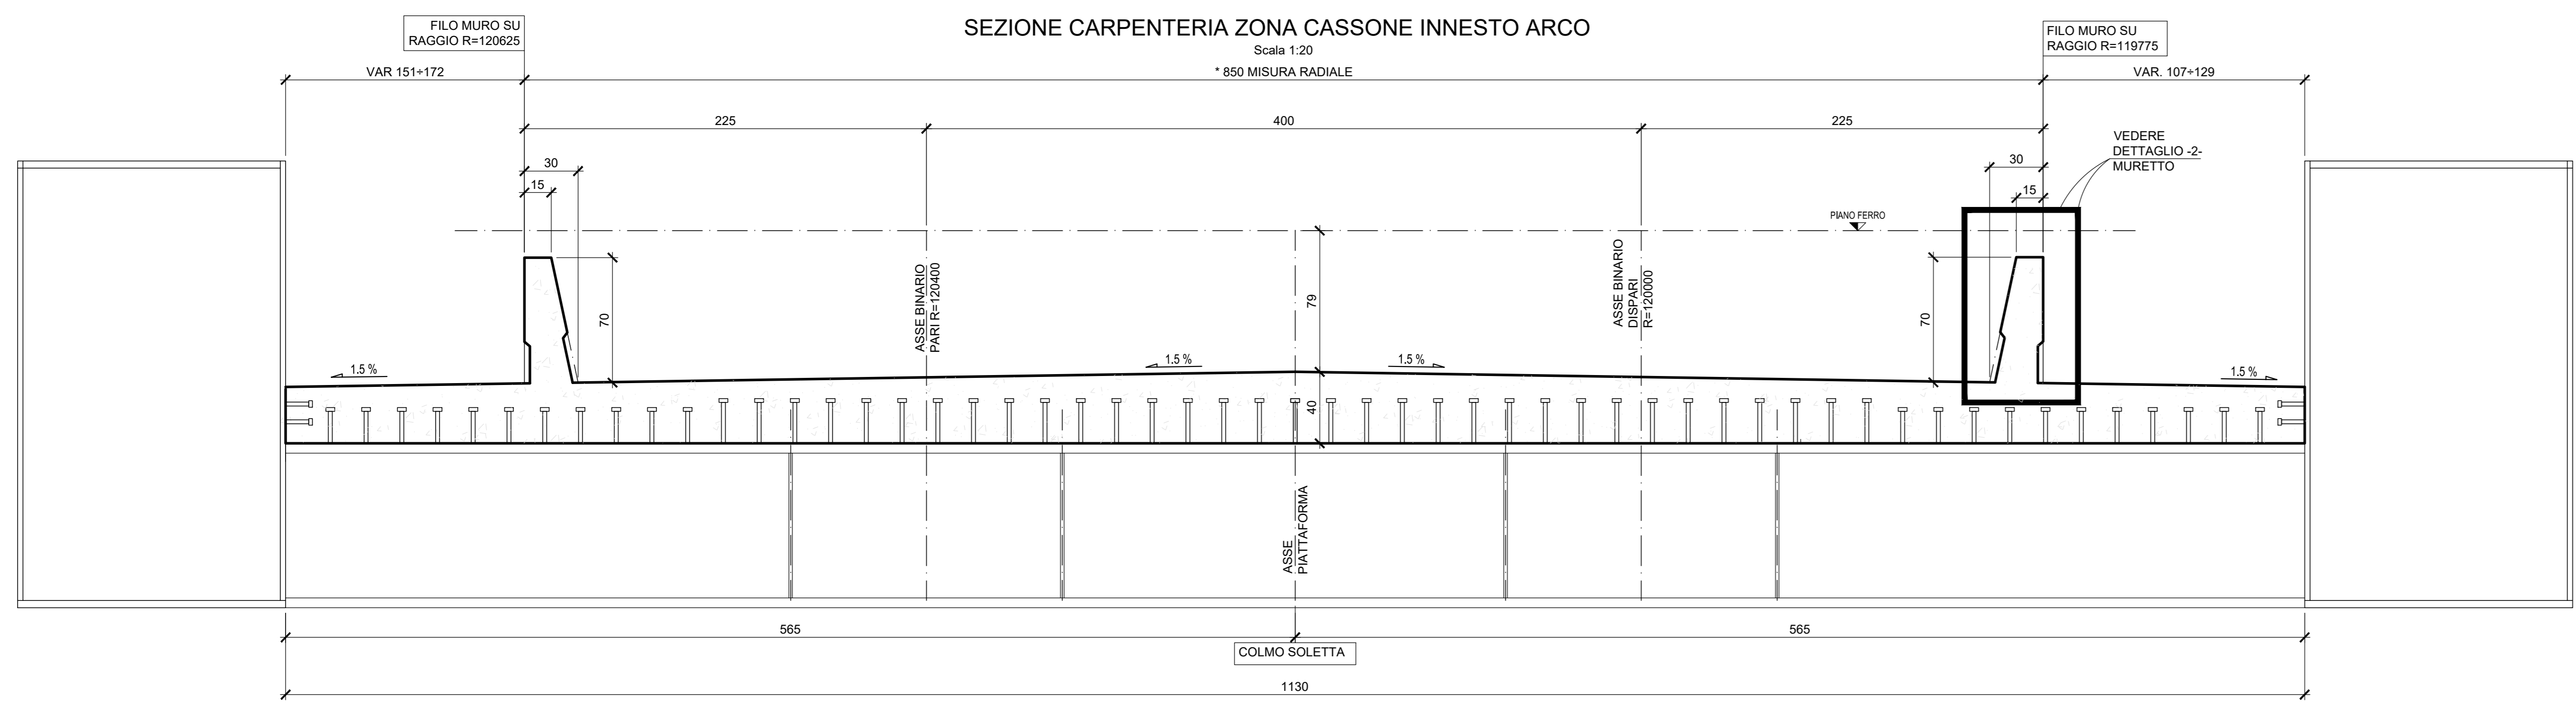 SEZIONE CARPENTERIA ZONA CASSONE INNESTO ARCO
Scala 1:20
FILO MURO SU
RAGGIO R=120625
FILO MURO SU
RAGGIO R=119775
VAR 151÷172
* 850 MISURA RADIALE
VAR. 107÷129
225
400
225
VEDERE
DETTAGLIO -2-
MURETTO
30
15
30
15
PIANO FERRO
70
ASSE BINARIO
PARI R=120400
79
ASSE BINARIO
DISPARI
R=120000
70
1.5 %
1.5 %
1.5 %
1.5 %
40
ASSE
PIATTAFORMA
565
565
COLMO SOLETTA
1130